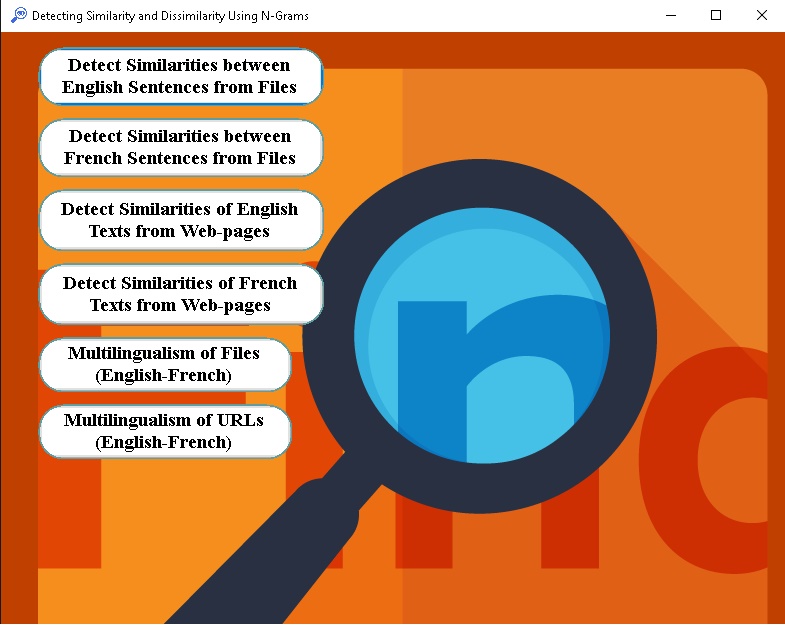 Detecting Similarity and Dissimilarity Using N-Grams
Detect Similarities between
English Sentences from Files
Detect Similarities between
French Sentences from Files
Detect Similarities of English
Texts from Web-pages
Detect Similarities of French
Texts from Web-pages
Multilingualism of Files
(English-French)
Multilingualism of URLs
(English-French)
n